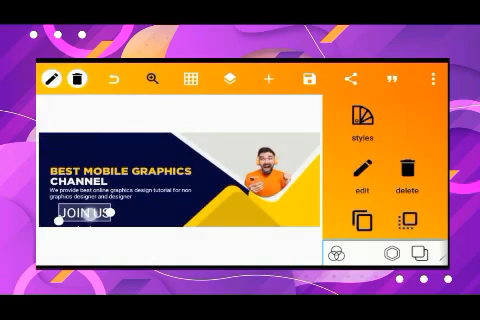 styles
edit
delete
BEST MOBILE GRAPHICS
CHANNEL
We provide best online graphics design tutorial for non
graphics designer and designer
JOIN US